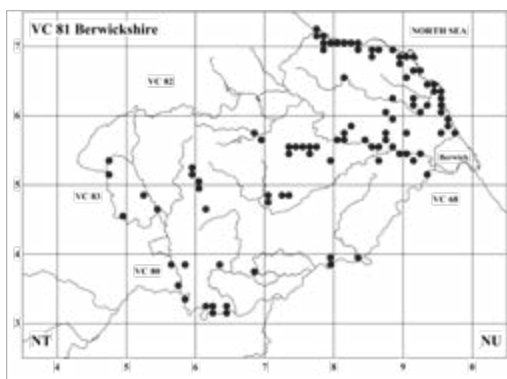 VC 81 Berwickshire
NORTH SEA
7
VC 82
6
Berwick
5
VC 83
VC 68
4
VC 80
3
NT
NU
4 5 6 7 8 9 0